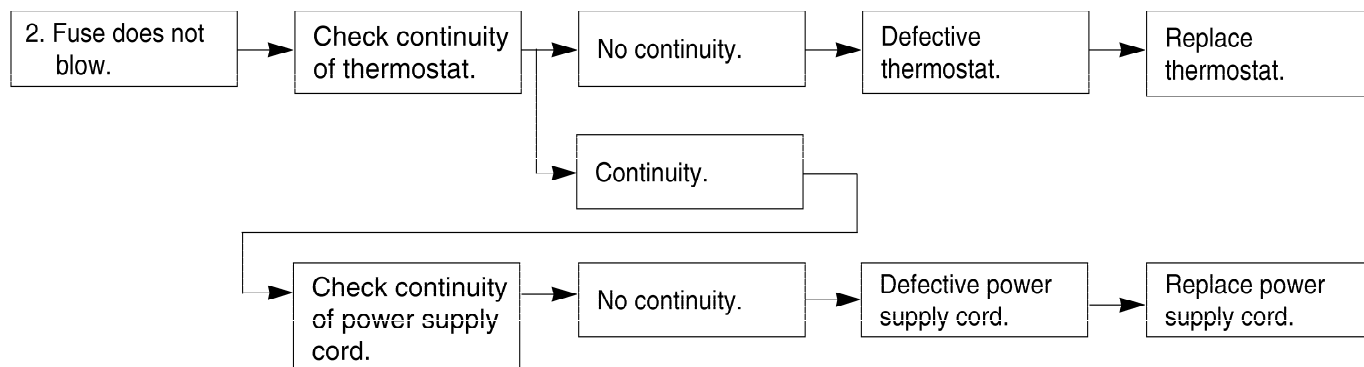 2. Fuse does not
blow.
Check continuity
of thermostat.
No continuity.
Defective
thermostat.
Replace
thermostat.
Continuity.
Check continuity
of power supply
cord.
No continuity.
Defective power
supply cord.
Replace power
supply cord.